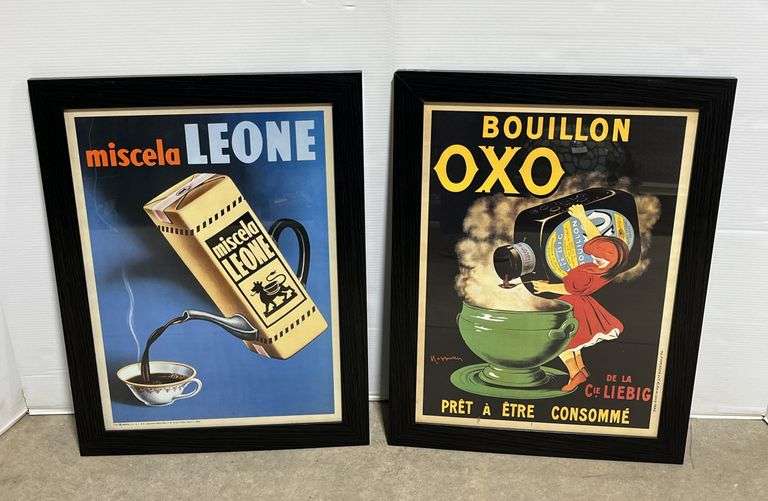 miscela LEONE
miscela
LEONE
BOUILLON
OXO
DE LA
CIE LIEBIG
PRÊT À ÊTRE CONSOMMÉ